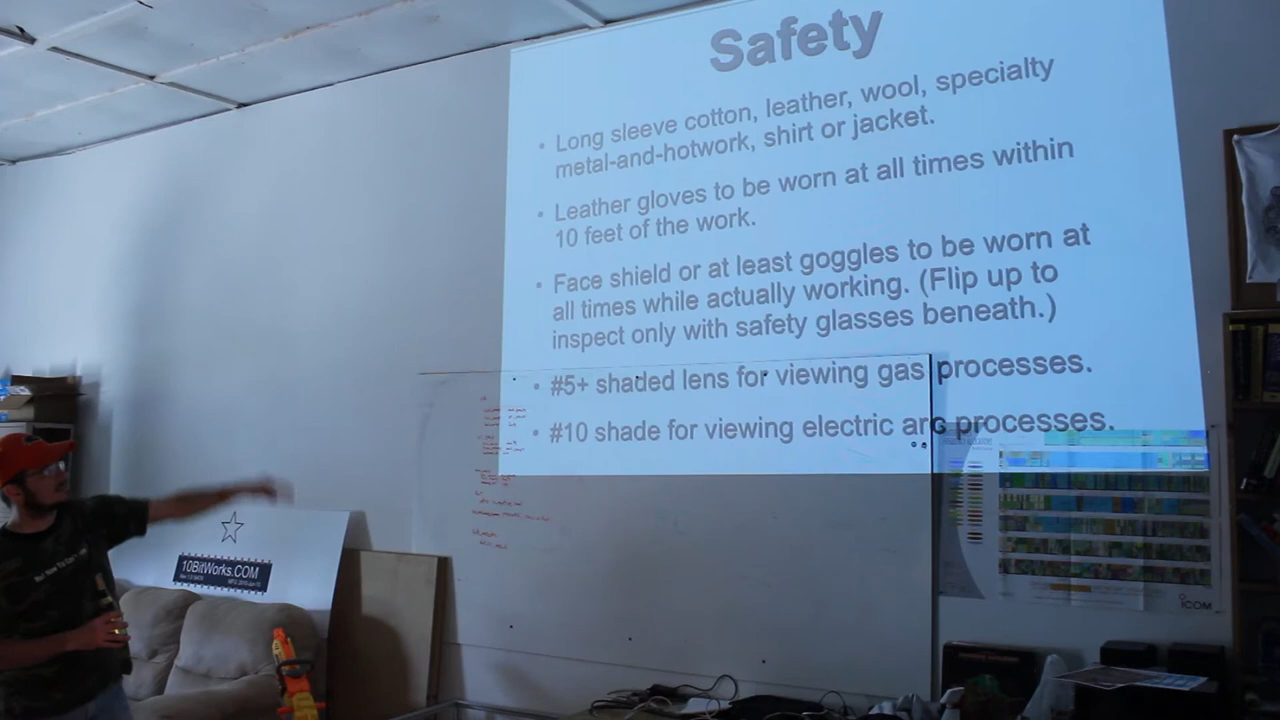 Safety
• Long sleeve cotton, leather, wool, specialty
metal-and-hotwork, shirt or jacket.
• Leather gloves to be worn at all times within
10 feet of the work.
• Face shield or at least goggles to be worn at
all times while actually working. (Flip up to
inspect only with safety glasses beneath.)
• #5+ shaded lens for viewing gas processes.
• #10 shade for viewing electric arc processes.
10BitWorks.COM
ICOM